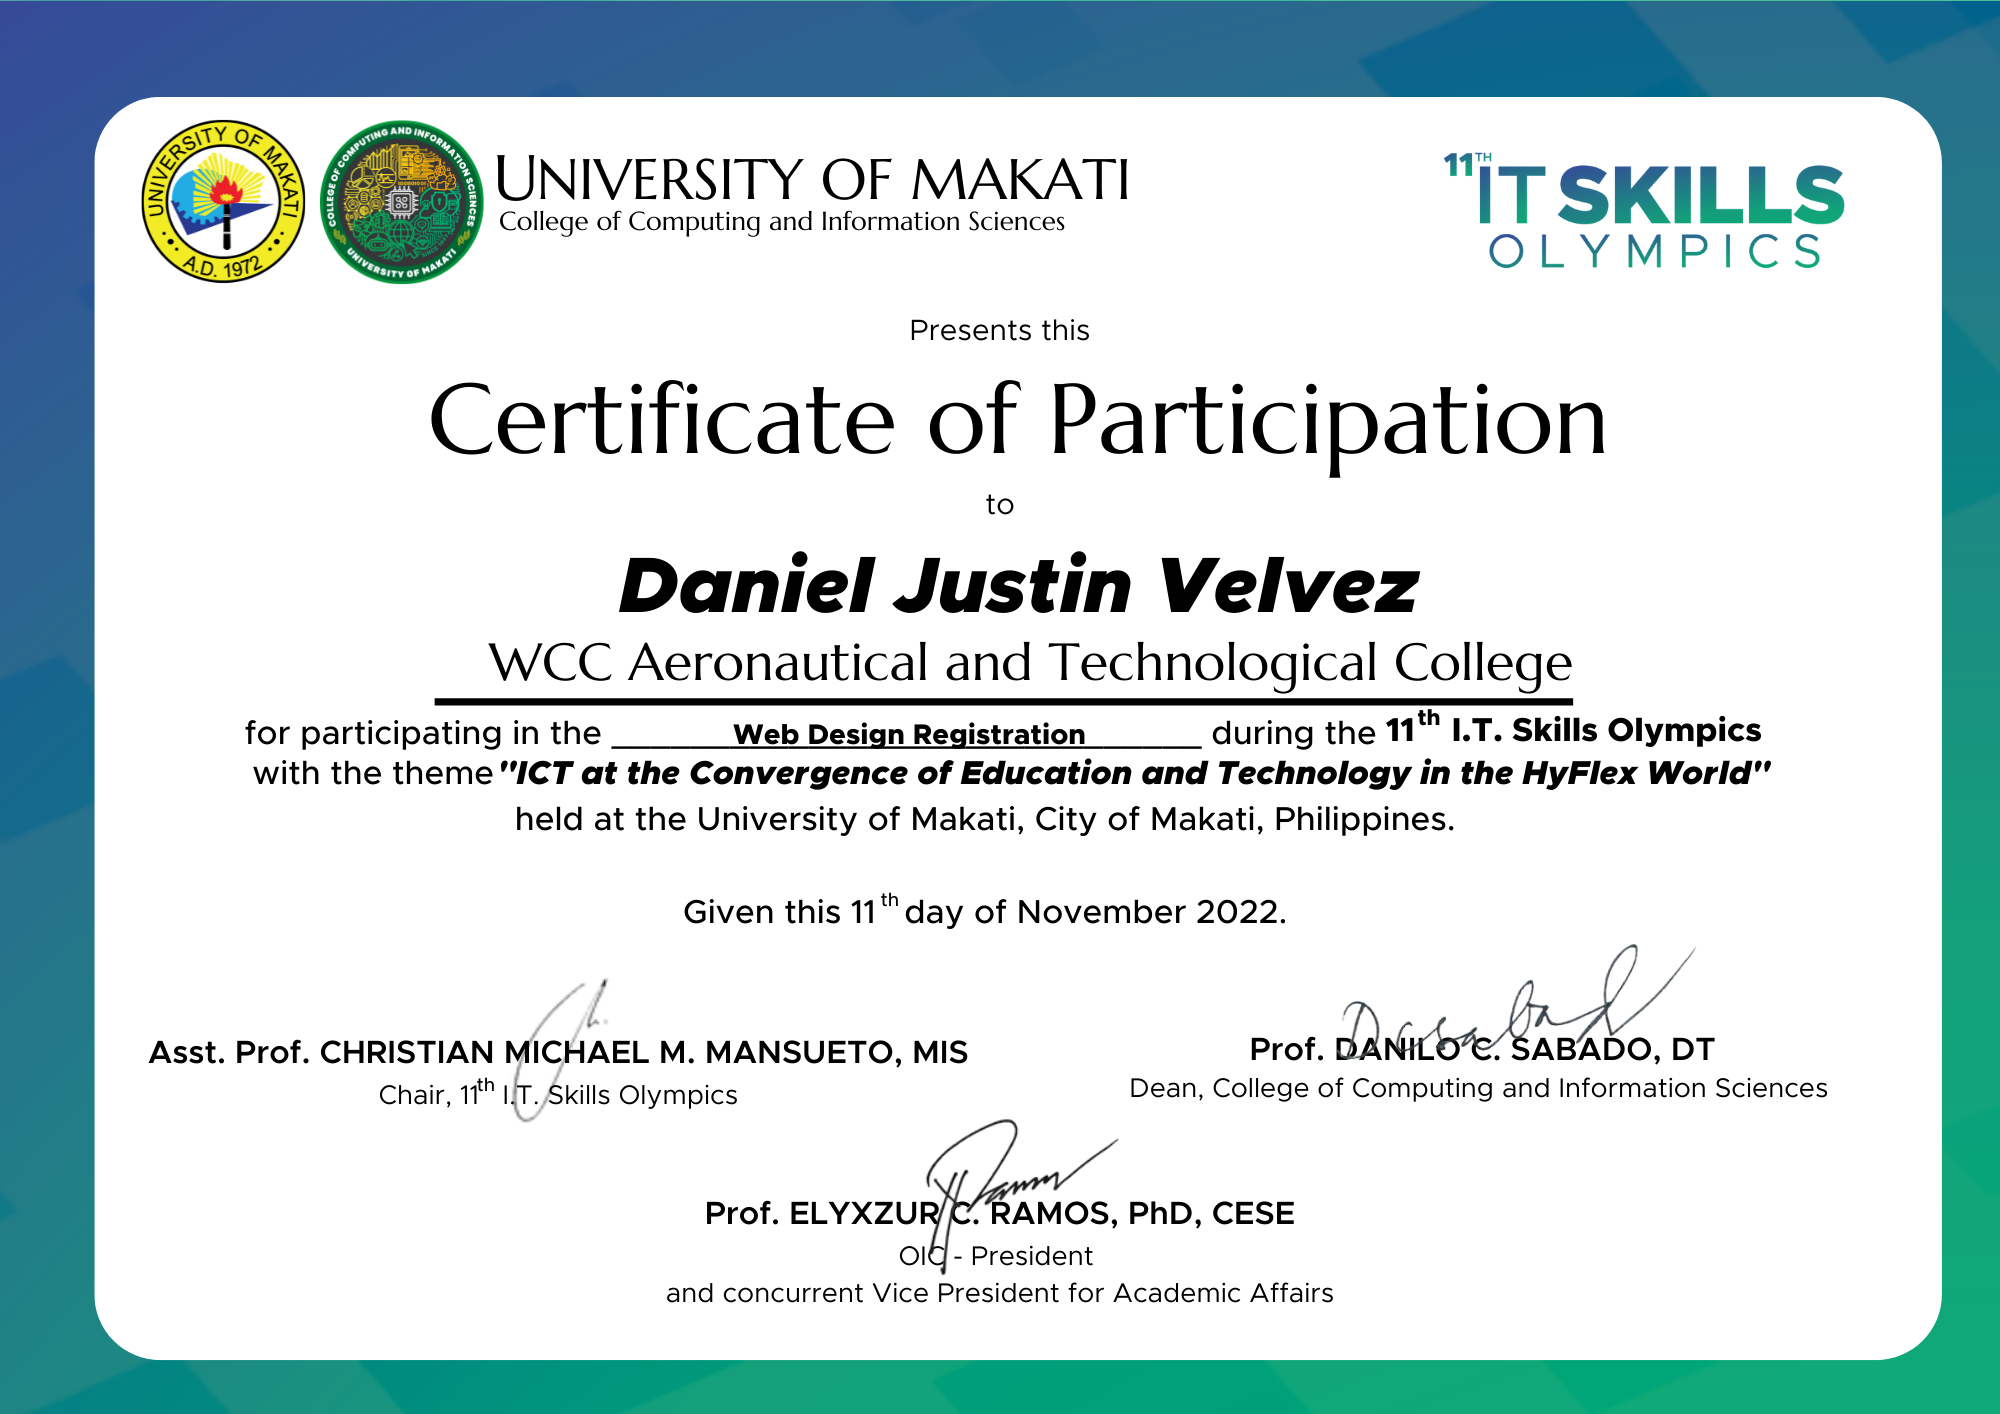 UNIVERSITY OF MAKATI
A.D. 1972
COLLEGE OF COMPUTING AND INFORMATION SCIENCES
UNIVERSITY OF MAKATI
UNIVERSITY OF MAKATI
College of Computing and Information Sciences
11TH
IT SKILLS
OLYMPICS
Presents this
Certificate of Participation
to
Daniel Justin Velvez
WCC Aeronautical and Technological College
for participating in the Web Design Registration during the 11th I.T. Skills Olympics
with the theme "ICT at the Convergence of Education and Technology in the HyFlex World"
held at the University of Makati, City of Makati, Philippines.
Given this 11th day of November 2022.
Asst. Prof. CHRISTIAN MICHAEL M. MANSUETO, MIS
Chair, 11th I.T. Skills Olympics
Prof. DANILO C. SABADO, DT
Dean, College of Computing and Information Sciences
Prof. ELYXZUR C. RAMOS, PhD, CESE
OIC - President
and concurrent Vice President for Academic Affairs